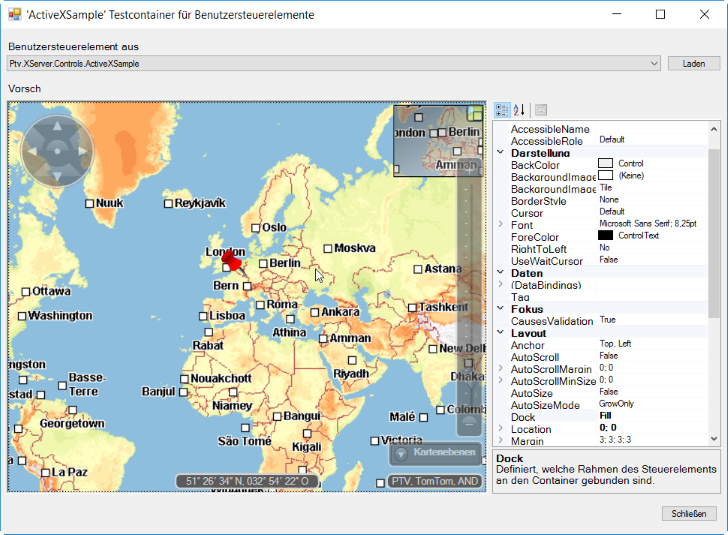 'ActiveXSample' Testcontainer für Benutzersteuerelemente
Benutzersteuerelement aus
Ptv.XServer.Controls.ActiveXSample
Laden
Vorsch
ondon
Berlin
Amman
Nuuk
Reykjavík
Oslo
London
Moskva
Berlin
Astana
Bern
Ottawa
Roma
Ankara
Tashkent
Washington
Lisboa
Athina
Rabat
Amman
New Delh
Riyadh
Dhaka
ngston
Basse-
Terre
Nouakchott
stad
Banjul
Niamey
Colomb
Georgetown
Bangui
Malé
São Tomé
Kigali
Victoria
La Paz
Kartenebenen
51° 26' 34" N, 032° 54' 22" O
PTV, TomTom, AND
AccessibleName
AccessibleRole Default
Darstellung
BackColor Control
BackgroundImage (Keine)
BackgroundImage Tile
BorderStyle None
Cursor Default
Font Microsoft Sans Serif; 8.25pt
ForeColor ControlText
RightToLeft No
UseWaitCursor False
Daten
(DataBindings)
Tag
Fokus
CausesValidation True
Layout
Anchor Top, Left
AutoScroll False
AutoScrollMargin 0; 0
AutoScrollMinSize 0; 0
AutoSize False
AutoSizeMode GrowOnly
Dock Fill
Location 0; 0
Margin 3; 3; 3; 3
Dock
Definiert, welche Rahmen des Steuerelements
an den Container gebunden sind.
Schließen